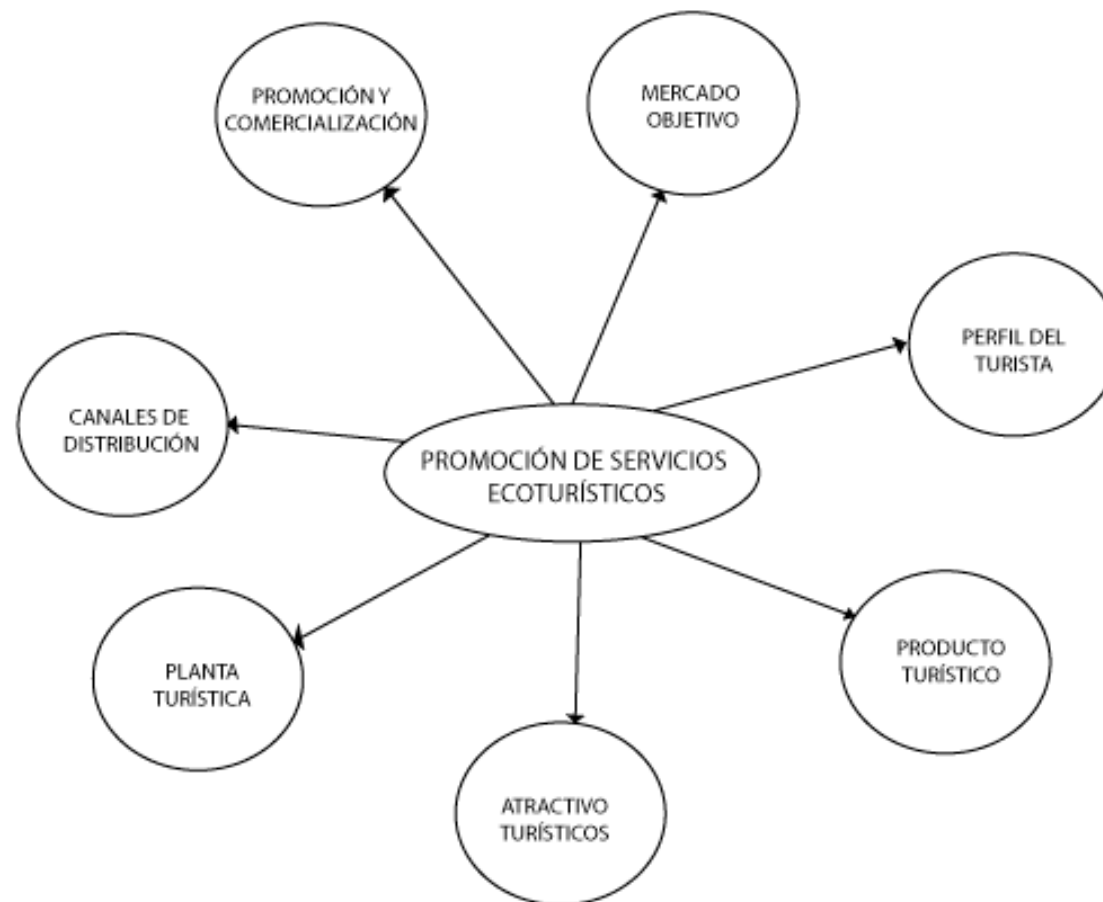 PROMOCIÓN Y
COMERCIALIZACIÓN
MERCADO
OBJETIVO
PERFIL DEL
TURISTA
CANALES DE
DISTRIBUCIÓN
PROMOCIÓN DE SERVICIOS
ECOTURÍSTICOS
PLANTA
TURÍSTICA
PRODUCTO
TURÍSTICO
ATRACTIVO
TURÍSTICOS